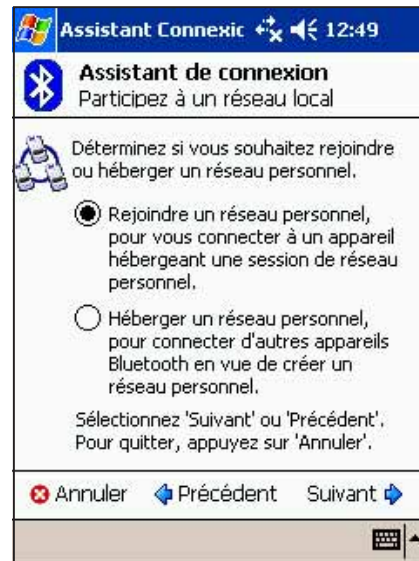 Assistant Connexic 12:49
Assistant de connexion
Participez à un réseau local
Déterminez si vous souhaitez rejoindre
ou héberger un réseau personnel.
Rejoindre un réseau personnel,
pour vous connecter à un appareil
hébergeant une session de réseau
personnel.
Héberger un réseau personnel,
pour connecter d'autres appareils
Bluetooth en vue de créer un
réseau personnel.
Sélectionnez 'Suivant' ou 'Précédent'.
Pour quitter, appuyez sur 'Annuler'.
Annuler Précédent Suivant